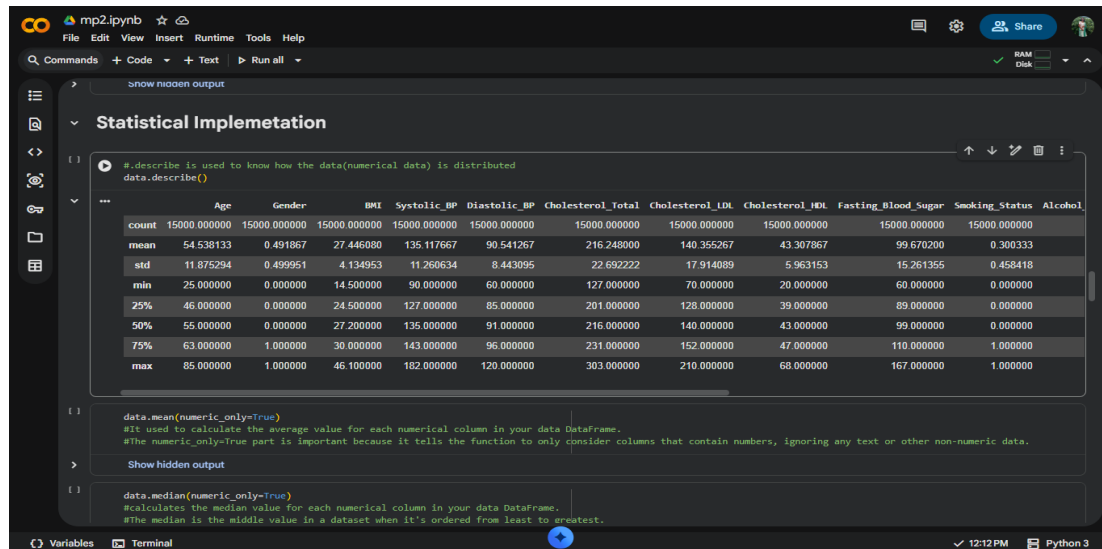 mp2.ipynb
File Edit View Insert Runtime Tools Help
Share
Commands + Code + Text Run all
RAM
Disk
Show hidden output
Statistical Implemetation
[ ]
#.describe is used to know how the data(numerical data) is distributed
data.describe()
Age Gender BMI Systolic_BP Diastolic_BP Cholesterol_Total Cholesterol_LDL Cholesterol_HDL Fasting_Blood_Sugar Smoking_Status Alcohol_
count 15000.000000 15000.000000 15000.000000 15000.000000 15000.000000 15000.000000 15000.000000 15000.000000 15000.000000 15000.000000
mean 54.538133 0.491867 27.446080 135.117667 90.541267 216.248000 140.355267 43.307867 99.670200 0.300333
std 11.875294 0.499951 4.134953 11.260634 8.443095 22.692222 17.914089 5.963153 15.261355 0.458418
min 25.000000 0.000000 14.500000 90.000000 60.000000 127.000000 70.000000 20.000000 60.000000 0.000000
25% 46.000000 0.000000 24.500000 127.000000 85.000000 201.000000 128.000000 39.000000 89.000000 0.000000
50% 55.000000 0.000000 27.200000 135.000000 91.000000 216.000000 140.000000 43.000000 99.000000 0.000000
75% 63.000000 1.000000 30.000000 143.000000 96.000000 231.000000 152.000000 47.000000 110.000000 1.000000
max 85.000000 1.000000 46.100000 182.000000 120.000000 303.000000 210.000000 68.000000 167.000000 1.000000
[ ]
data.mean(numeric_only=True)
#It used to calculate the average value for each numerical column in your data DataFrame.
#The numeric_only=True part is important because it tells the function to only consider columns that contain numbers, ignoring any text or other non-numeric data.
Show hidden output
[ ]
data.median(numeric_only=True)
#calculates the median value for each numerical column in your data DataFrame.
#The median is the middle value in a dataset when it's ordered from least to greatest.
{} Variables Terminal 12:12 PM Python 3